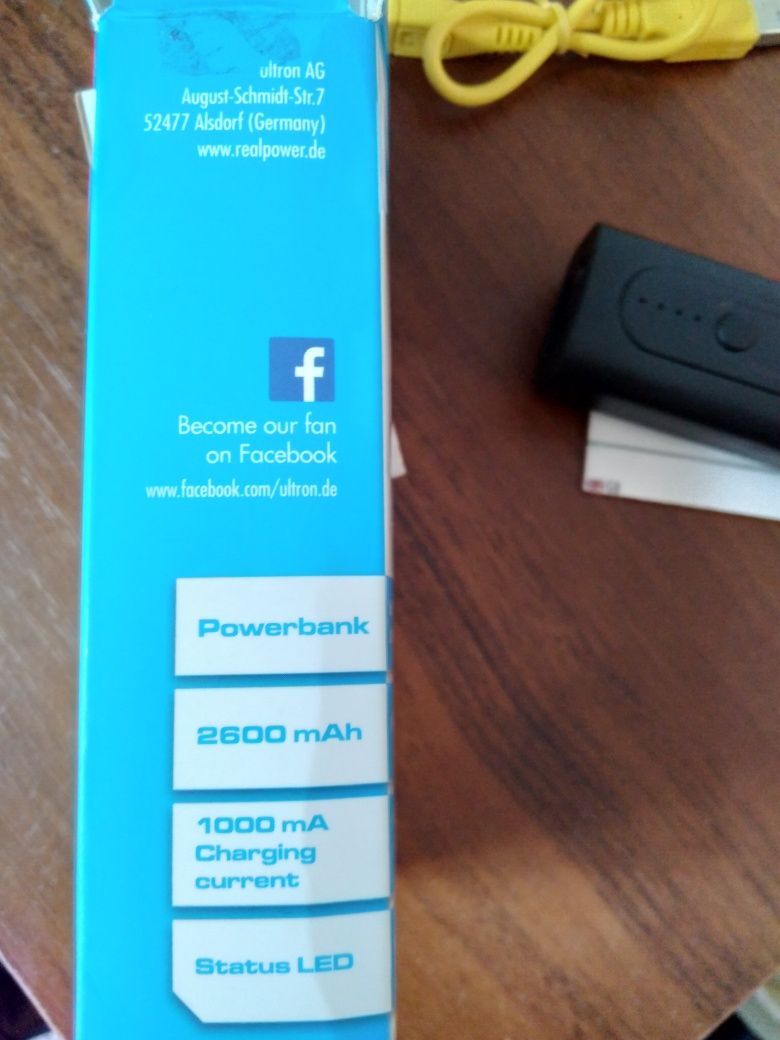 ultron AG
August-Schmidt-Str.7
52477 Alsdorf (Germany)
www.realpower.de
f
Become our fan
on Facebook
www.facebook.com/ultron.de
Powerbank
2600 mAh
1000 mA
Charging
current
Status LED